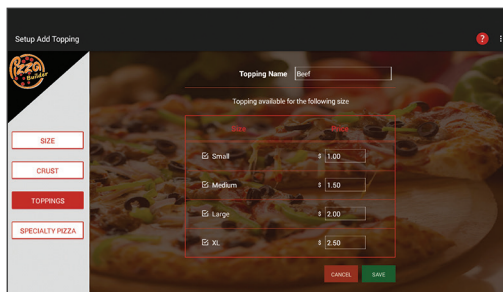 Setup Add Topping
?
Pizza
Builder
Topping Name Beef
Topping available for the following size
Size Price
SIZE
Small $ 1.00
CRUST
Medium $ 1.50
TOPPINGS
Large $ 2.00
SPECIALTY PIZZA
XL $ 2.50
CANCEL SAVE